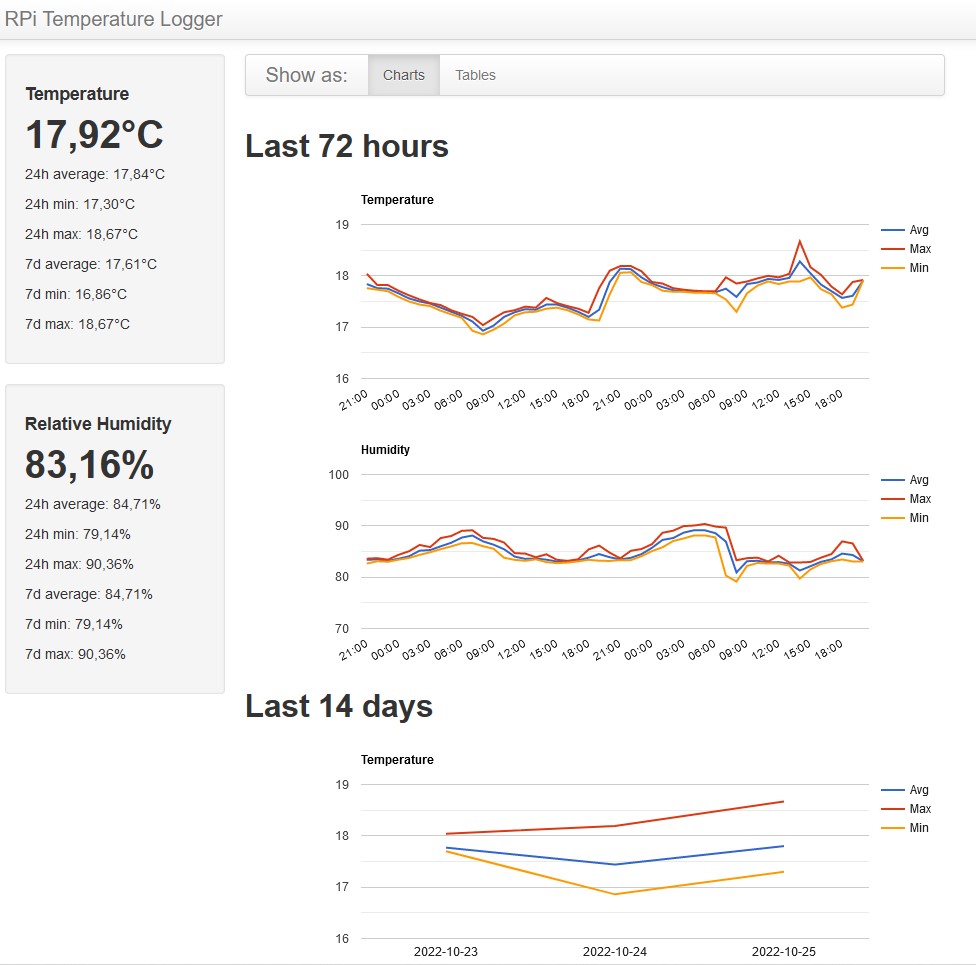 RPi Temperature Logger
Temperature
17,92°C
24h average: 17,84°C
24h min: 17,30°C
24h max: 18,67°C
7d average: 17,61°C
7d min: 16,86°C
7d max: 18,67°C
Relative Humidity
83,16%
24h average: 84,71%
24h min: 79,14%
24h max: 90,36%
7d average: 84,71%
7d min: 79,14%
7d max: 90,36%
Show as: Charts Tables
Last 72 hours
Temperature
19
18
17
16
21:00 00:00 03:00 06:00 09:00 12:00 15:00 18:00 21:00 00:00 03:00 06:00 09:00 12:00 15:00 18:00
Avg
Max
Min
Humidity
100
90
80
70
21:00 00:00 03:00 06:00 09:00 12:00 15:00 18:00 21:00 00:00 03:00 06:00 09:00 12:00 15:00 18:00
Avg
Max
Min
Last 14 days
Temperature
19
18
17
16
2022-10-23 2022-10-24 2022-10-25
Avg
Max
Min